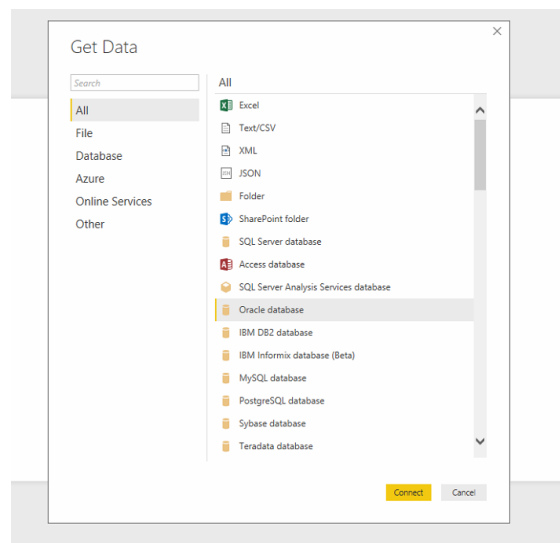 Get Data
Search
All
File
Database
Azure
Online Services
Other
All
Excel
Text/CSV
XML
JSON
Folder
SharePoint folder
SQL Server database
Access database
SQL Server Analysis Services database
Oracle database
IBM DB2 database
IBM Informix database (Beta)
MySQL database
PostgreSQL database
Sybase database
Teradata database
Connect Cancel